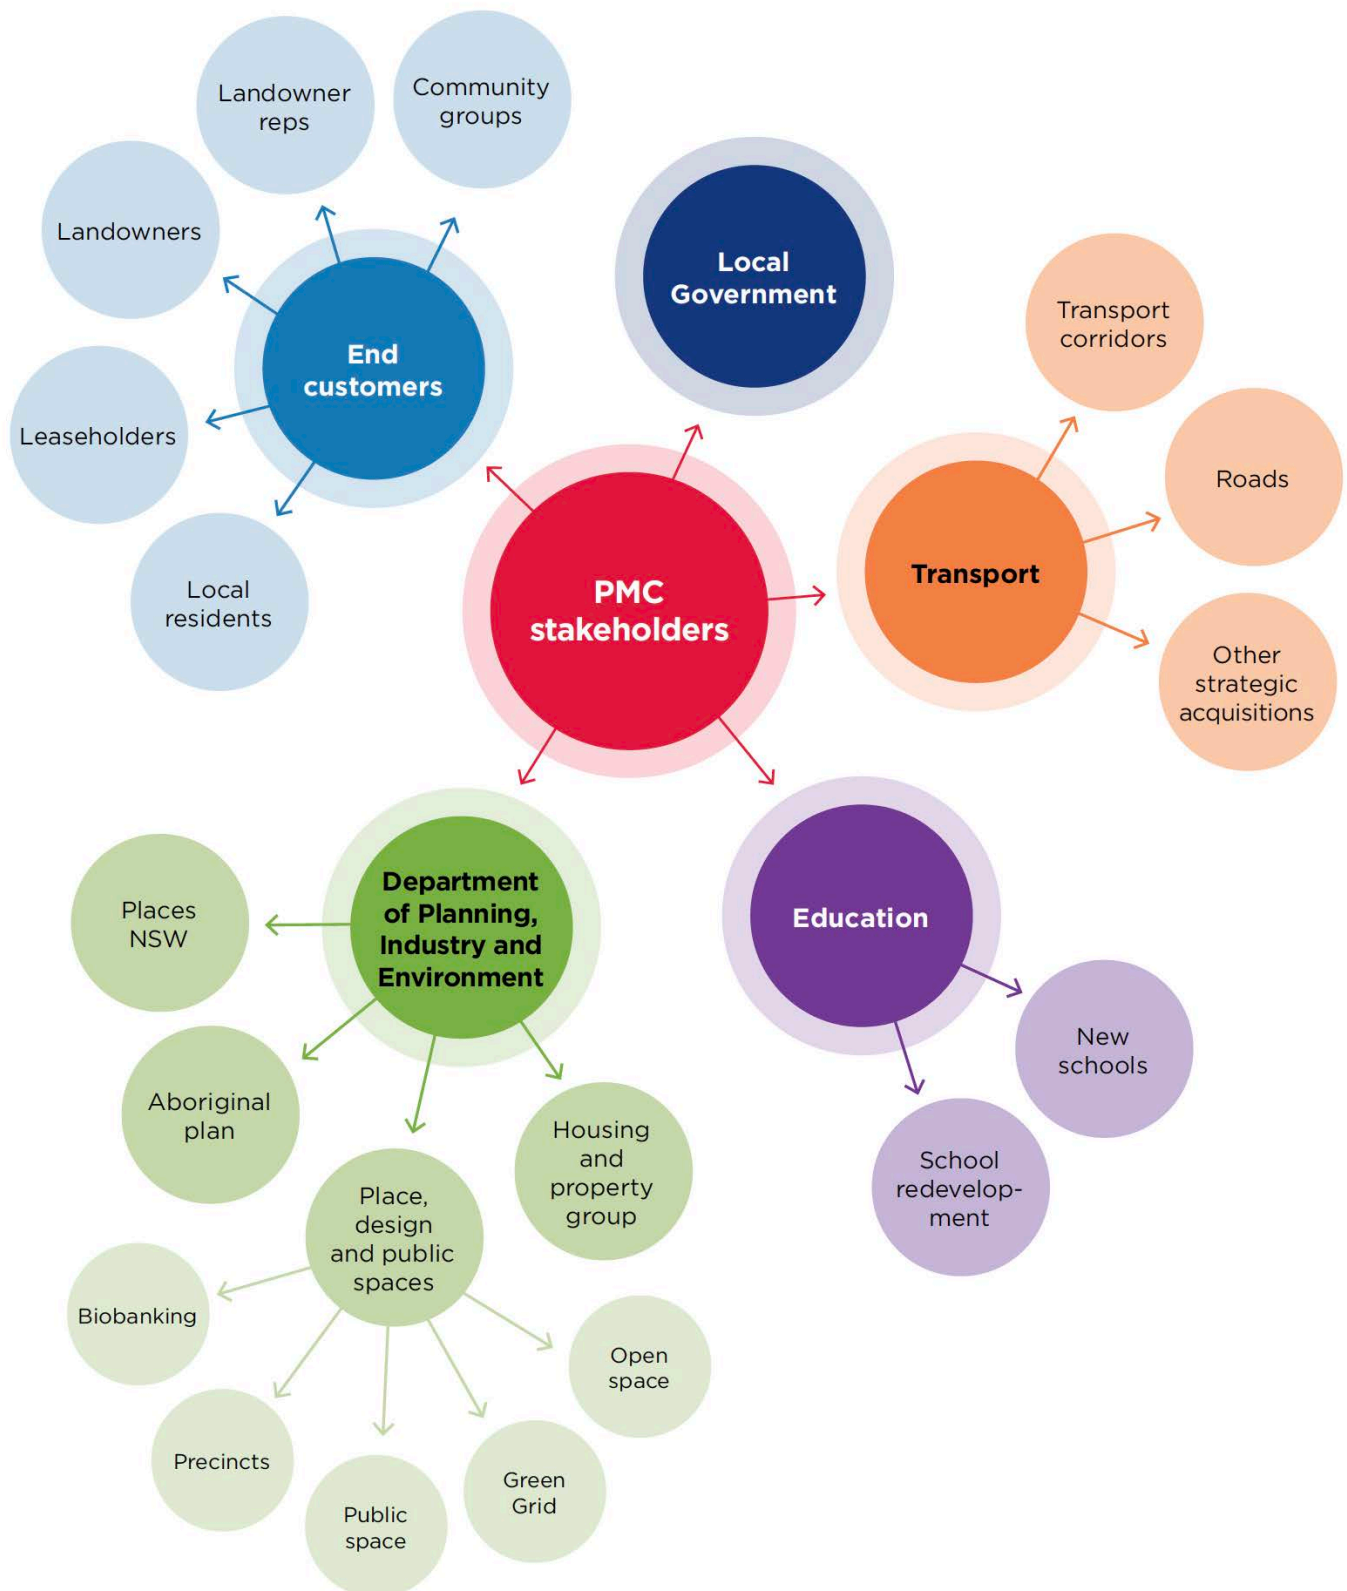 Landowner
reps
Community
groups
Landowners
Local
Government
End
customers
Transport
corridors
Leaseholders
Roads
Local
residents
PMC
stakeholders
Transport
Other
strategic
acquisitions
Department
of Planning,
Industry and
Environment
Places
NSW
Education
Aboriginal
plan
New
schools
Housing
and
property
group
School
redevelop-
ment
Place,
design
and public
spaces
Biobanking
Open
space
Precincts
Green
Grid
Public
space